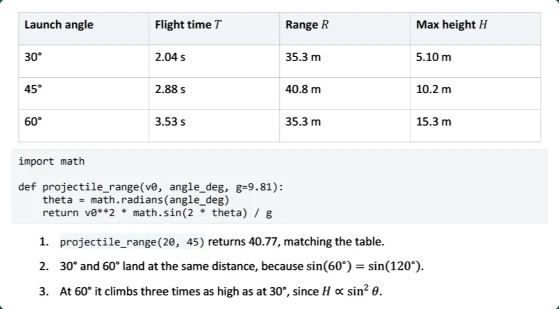 Launch angle Flight time T Range R Max height H
30° 2.04 s 35.3 m 5.10 m
45° 2.88 s 40.8 m 10.2 m
60° 3.53 s 35.3 m 15.3 m
import math
def projectile_range(v0, angle_deg, g=9.81):
    theta = math.radians(angle_deg)
    return v0**2 * math.sin(2 * theta) / g
1. projectile_range(20, 45) returns 40.77, matching the table.
2. 30° and 60° land at the same distance, because sin(60°) = sin(120°).
3. At 60° it climbs three times as high as at 30°, since H ∝ sin² θ.